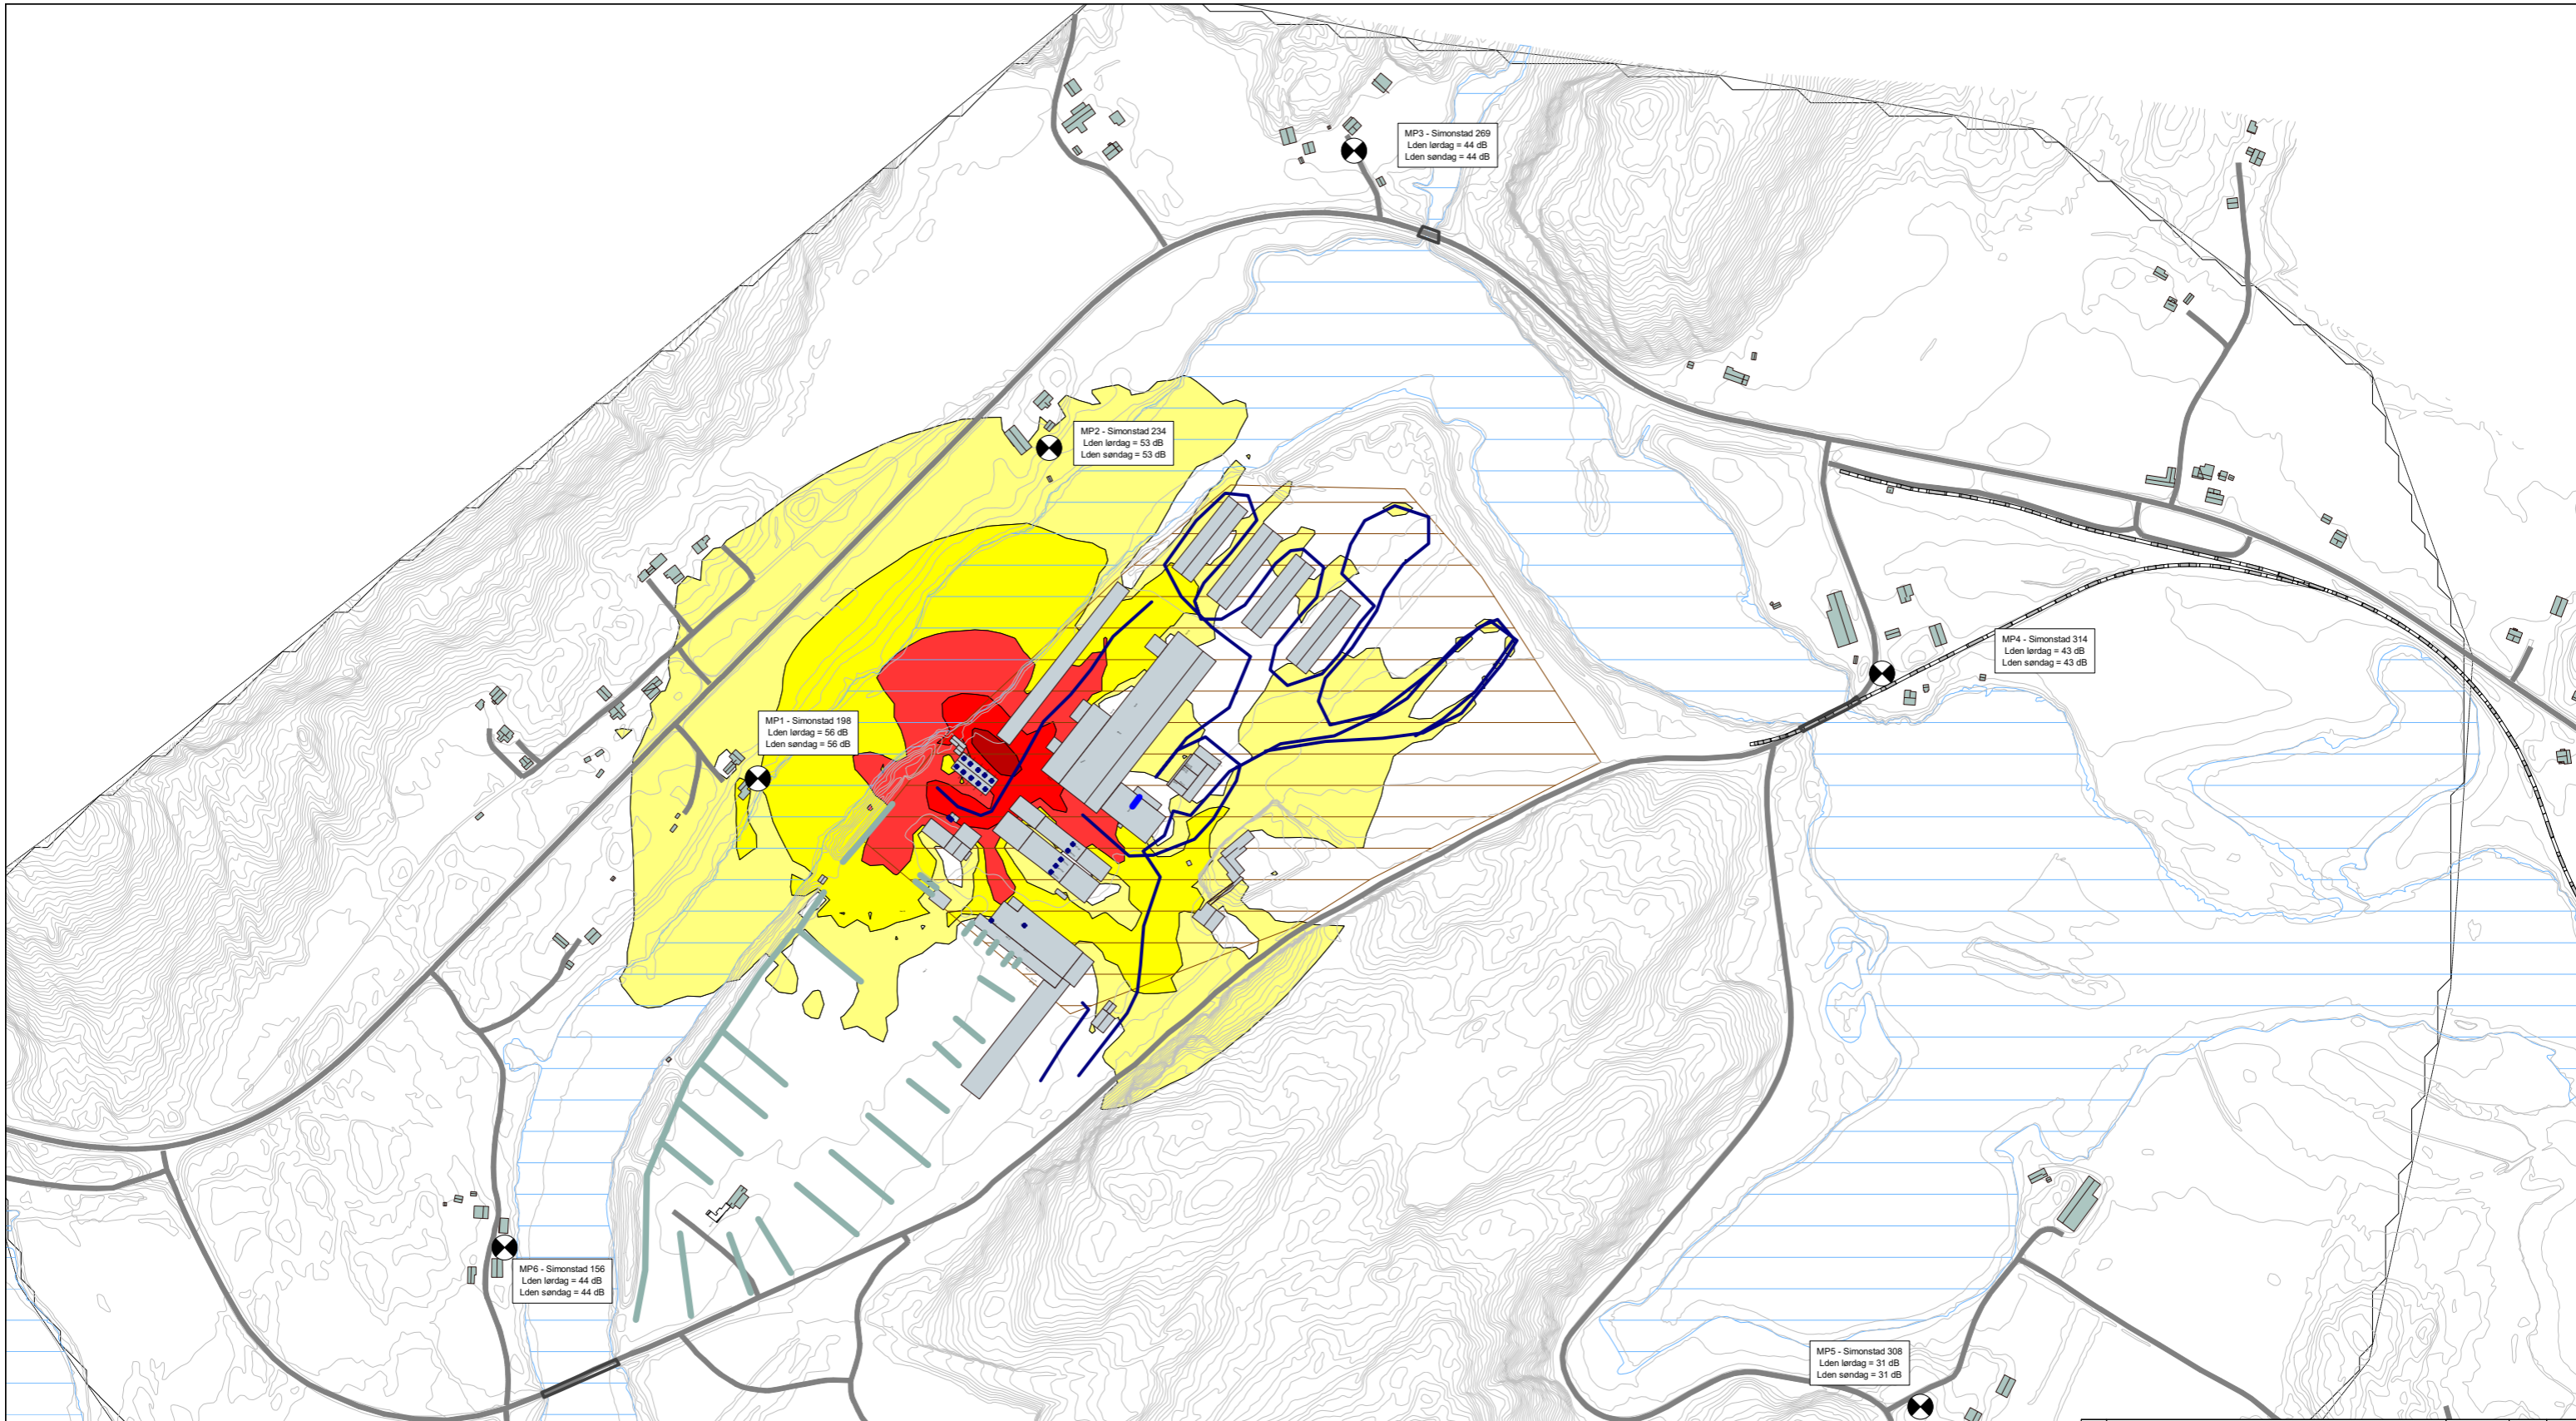 MP3 - Simonstad 269
Lden lørdag = 44 dB
Lden søndag = 44 dB
MP2 - Simonstad 234
Lden lørdag = 53 dB
Lden søndag = 53 dB
MP4 - Simonstad 314
Lden lørdag = 43 dB
Lden søndag = 43 dB
MP1 - Simonstad 198
Lden lørdag = 56 dB
Lden søndag = 56 dB
MP6 - Simonstad 156
Lden lørdag = 44 dB
Lden søndag = 44 dB
MP5 - Simonstad 308
Lden lørdag = 31 dB
Lden søndag = 31 dB